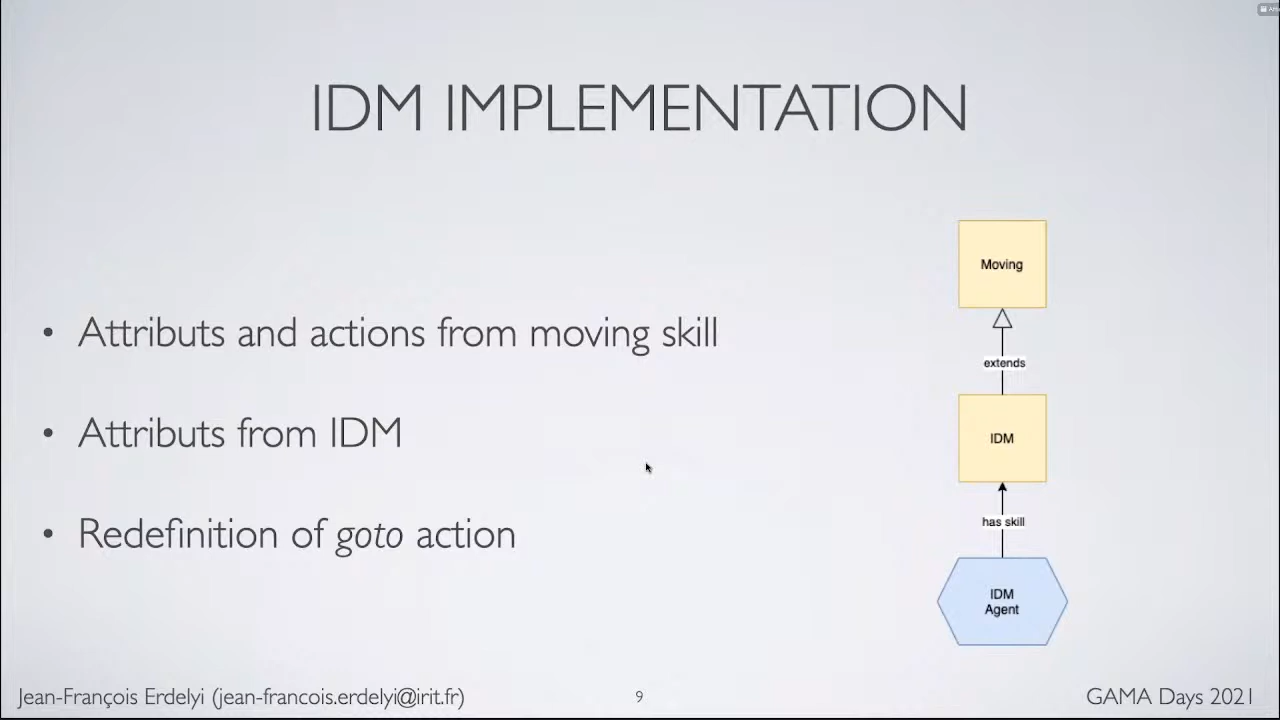 IDM IMPLEMENTATION
• Attributs and actions from moving skill
• Attributs from IDM
• Redefinition of goto action
Moving
extends
IDM
has skill
IDM
Agent
Jean-François Erdelyi (jean-francois.erdelyi@irit.fr)
9
GAMA Days 2021